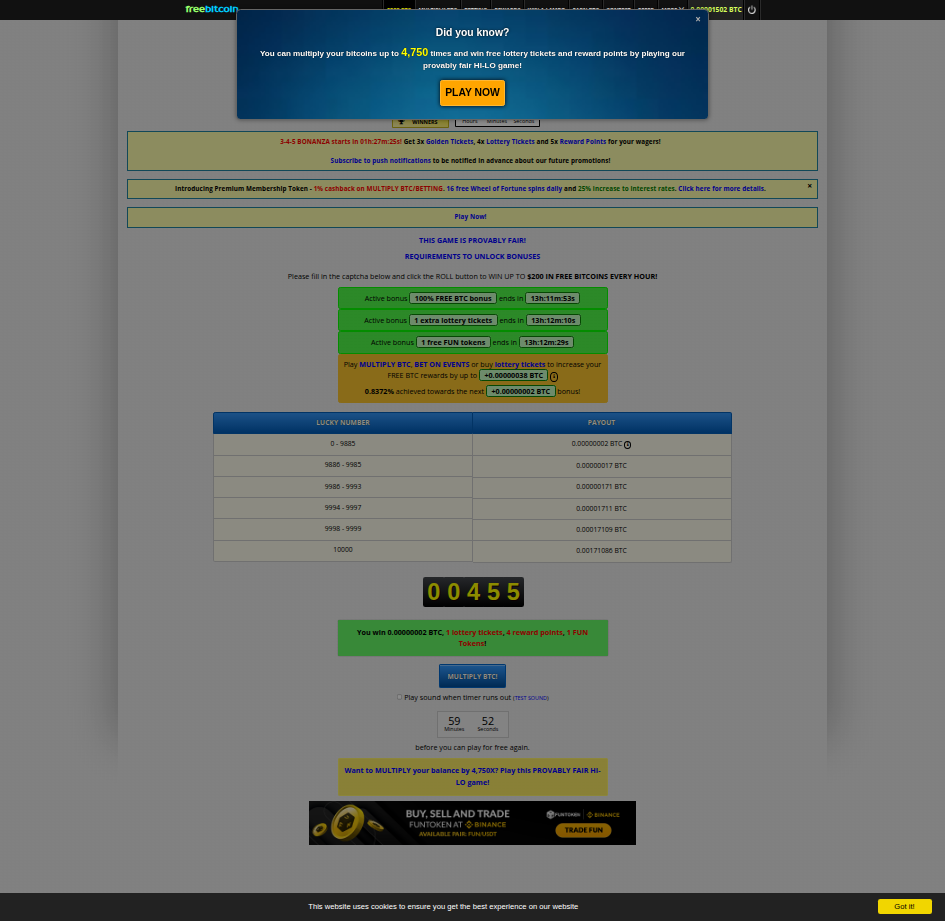 freebitcoin
0.00001502 BTC
×
Did you know?
You can multiply your bitcoins up to 4,750 times and win free lottery tickets and reward points by playing our
provably fair HI-LO game!
PLAY NOW
WINNERS
Hours Minutes Seconds
3-4-5 BONANZA starts in 01h:27m:25s! Get 3x Golden Tickets, 4x Lottery Tickets and 5x Reward Points for your wagers!
Subscribe to push notifications to be notified in advance about our future promotions!
Introducing Premium Membership Token - 1% cashback on MULTIPLY BTC/BETTING. 16 free Wheel of Fortune spins daily and 25% increase to interest rates. Click here for more details.
×
Play Now!
THIS GAME IS PROVABLY FAIR!
REQUIREMENTS TO UNLOCK BONUSES
Please fill in the captcha below and click the ROLL button to WIN UP TO $200 IN FREE BITCOINS EVERY HOUR!
Active bonus 100% FREE BTC bonus ends in 13h:11m:53s
Active bonus 1 extra lottery tickets ends in 13h:12m:10s
Active bonus 1 free FUN tokens ends in 13h:12m:29s
Play MULTIPLY BTC, BET ON EVENTS or buy lottery tickets to increase your
FREE BTC rewards by up to +0.00000038 BTC
0.8372% achieved towards the next +0.00000002 BTC bonus!
LUCKY NUMBER PAYOUT
0 - 9885 0.00000002 BTC
9886 - 9985 0.00000017 BTC
9986 - 9993 0.00000171 BTC
9994 - 9997 0.00001711 BTC
9998 - 9999 0.00017109 BTC
10000 0.00171086 BTC
00455
You win 0.00000002 BTC, 1 lottery tickets, 4 reward points, 1 FUN
Tokens!
MULTIPLY BTC!
Play sound when timer runs out (TEST SOUND)
59 52
Minutes Seconds
before you can play for free again.
Want to MULTIPLY your balance by 4,750X? Play this PROVABLY FAIR HI-
LO game!
BUY, SELL AND TRADE
FUNTOKEN AT BINANCE
AVAILABLE PAIR: FUN/USDT
FUNTOKEN BINANCE
TRADE FUN
This website uses cookies to ensure you get the best experience on our website
Got it!